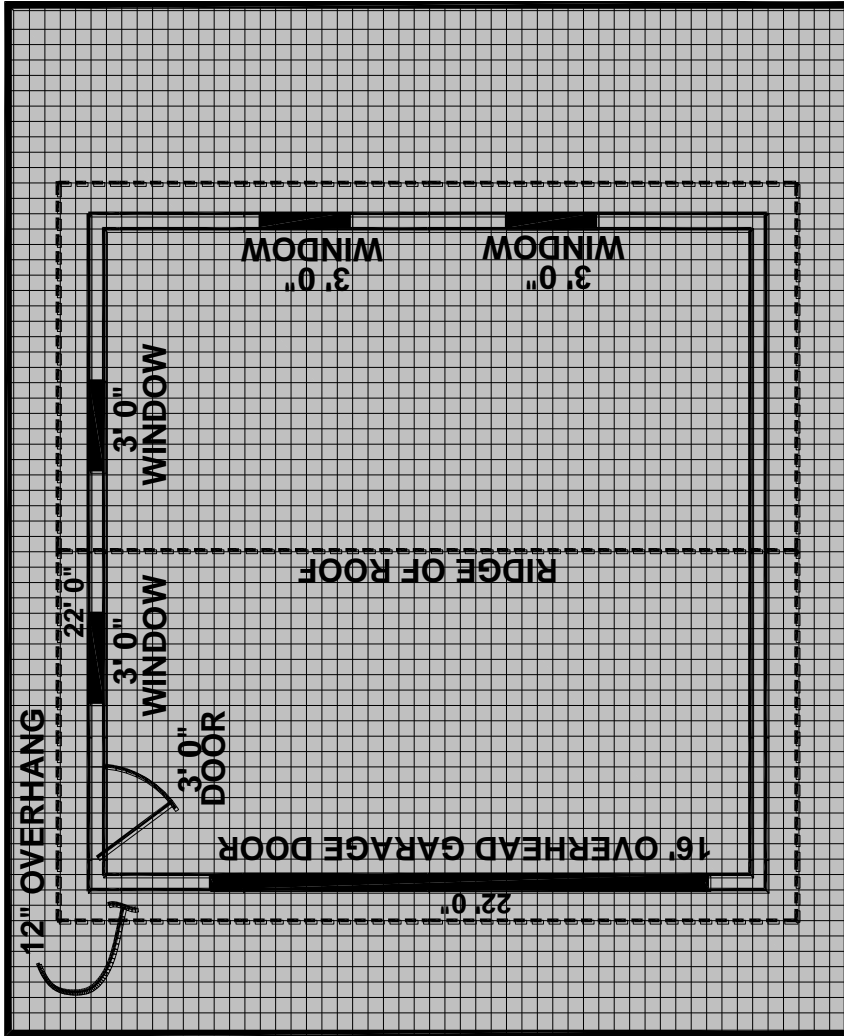 WINDOW
3' 0"
WINDOW
3' 0"
3' 0"
WINDOW
RIDGE OF ROOF
22' 0"
3' 0"
WINDOW
12" OVERHANG
3' 0"
DOOR
16' OVERHEAD GARAGE DOOR
22' 0"